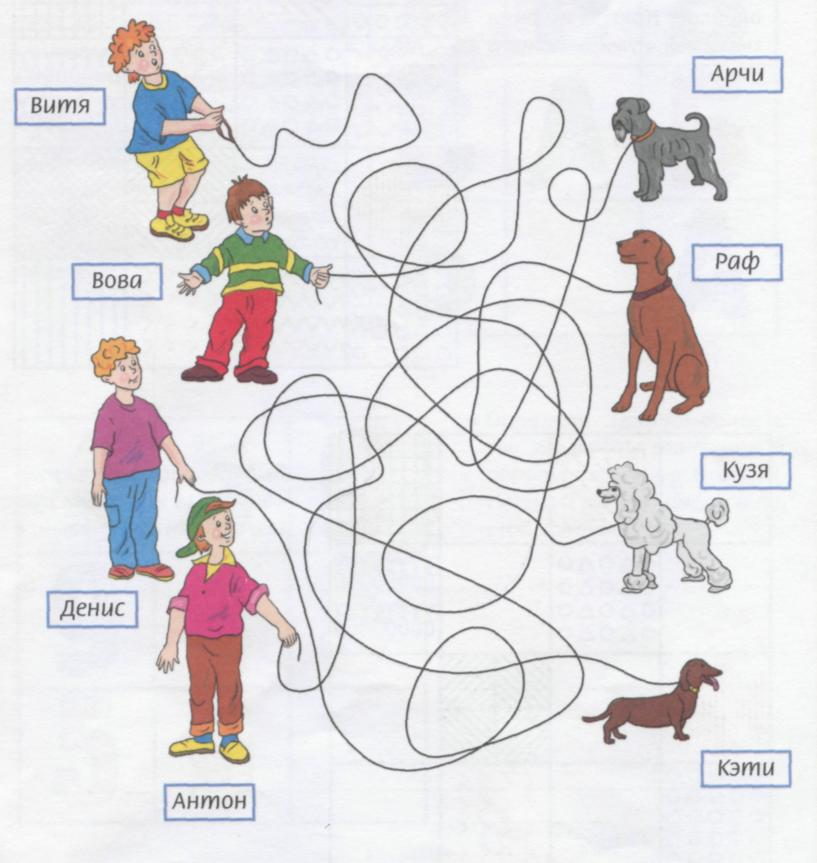 Витя
Арчи
Вова
Раф
Денис
Кузя
Антон
Кэти